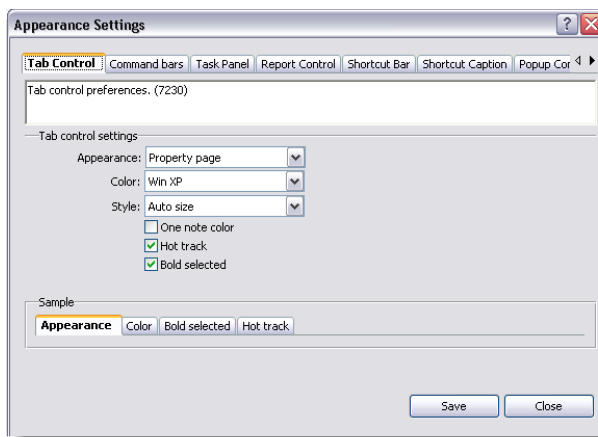 Appearance Settings
Tab Control Command bars Task Panel Report Control Shortcut Bar Shortcut Caption Popup Cor
Tab control preferences. (7230)
Tab control settings
Appearance: Property page
Color: Win XP
Style: Auto size
One note color
Hot track
Bold selected
Sample
Appearance Color Bold selected Hot track
Save Close